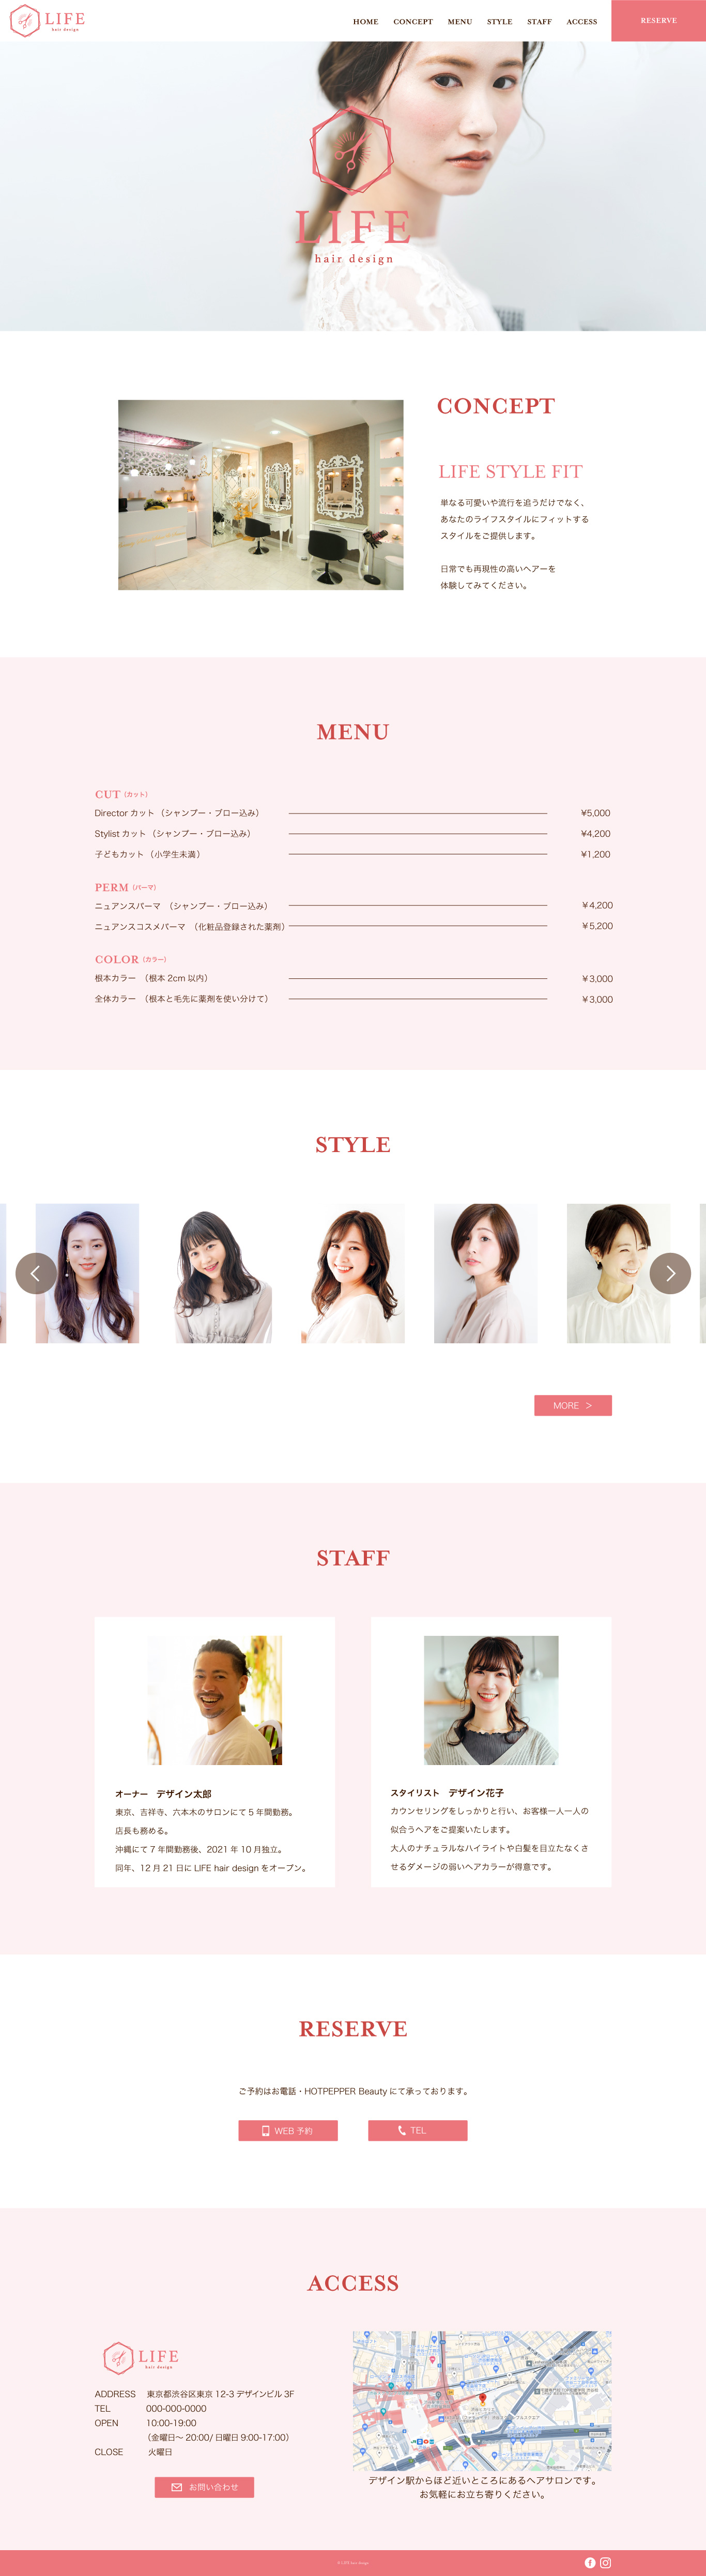 LIFE
hair design
HOME CONCEPT MENU STYLE STAFF ACCESS RESERVE
LIFE
hair design
CONCEPT
LIFE STYLE FIT
単なる可愛いや流行を追うだけでなく、
あなたのライフスタイルにフィットする
スタイルをご提供します。
日常でも再現性の高いヘアーを
体験してみてください。
MENU
CUT（カット）
Director カット （シャンプー・ブロー込み） ¥5,000
Stylist カット （シャンプー・ブロー込み） ¥4,200
子どもカット （小学生未満） ¥1,200
PERM（パーマ）
ニュアンスパーマ （シャンプー・ブロー込み） ¥4,200
ニュアンスコスメパーマ （化粧品登録された薬剤） ¥5,200
COLOR（カラー）
根本カラー （根本 2cm 以内） ¥3,000
全体カラー （根本と毛先に薬剤を使い分けて） ¥3,000
STYLE
MORE ＞
STAFF
オーナー デザイン太郎
東京、吉祥寺、六本木のサロンにて 5 年間勤務。
店長も務める。
沖縄にて 7 年間勤務後、2021 年 10 月独立。
同年、12 月 21 日に LIFE hair design をオープン。
スタイリスト デザイン花子
カウンセリングをしっかりと行い、お客様一人一人の
似合うヘアをご提案いたします。
大人のナチュラルなハイライトや白髪を目立たなくさ
せるダメージの弱いヘアカラーが得意です。
RESERVE
ご予約はお電話・HOTPEPPER Beauty にて承っております。
WEB 予約
TEL
ACCESS
LIFE
hair design
ADDRESS 東京都渋谷区東京 12-3 デザインビル 3F
TEL 000-000-0000
OPEN 10:00-19:00
（金曜日〜 20:00/ 日曜日 9:00-17:00）
CLOSE 火曜日
お問い合わせ
デザイン駅からほど近いところにあるヘアサロンです。
お気軽にお立ち寄りください。
© LIFE hair design